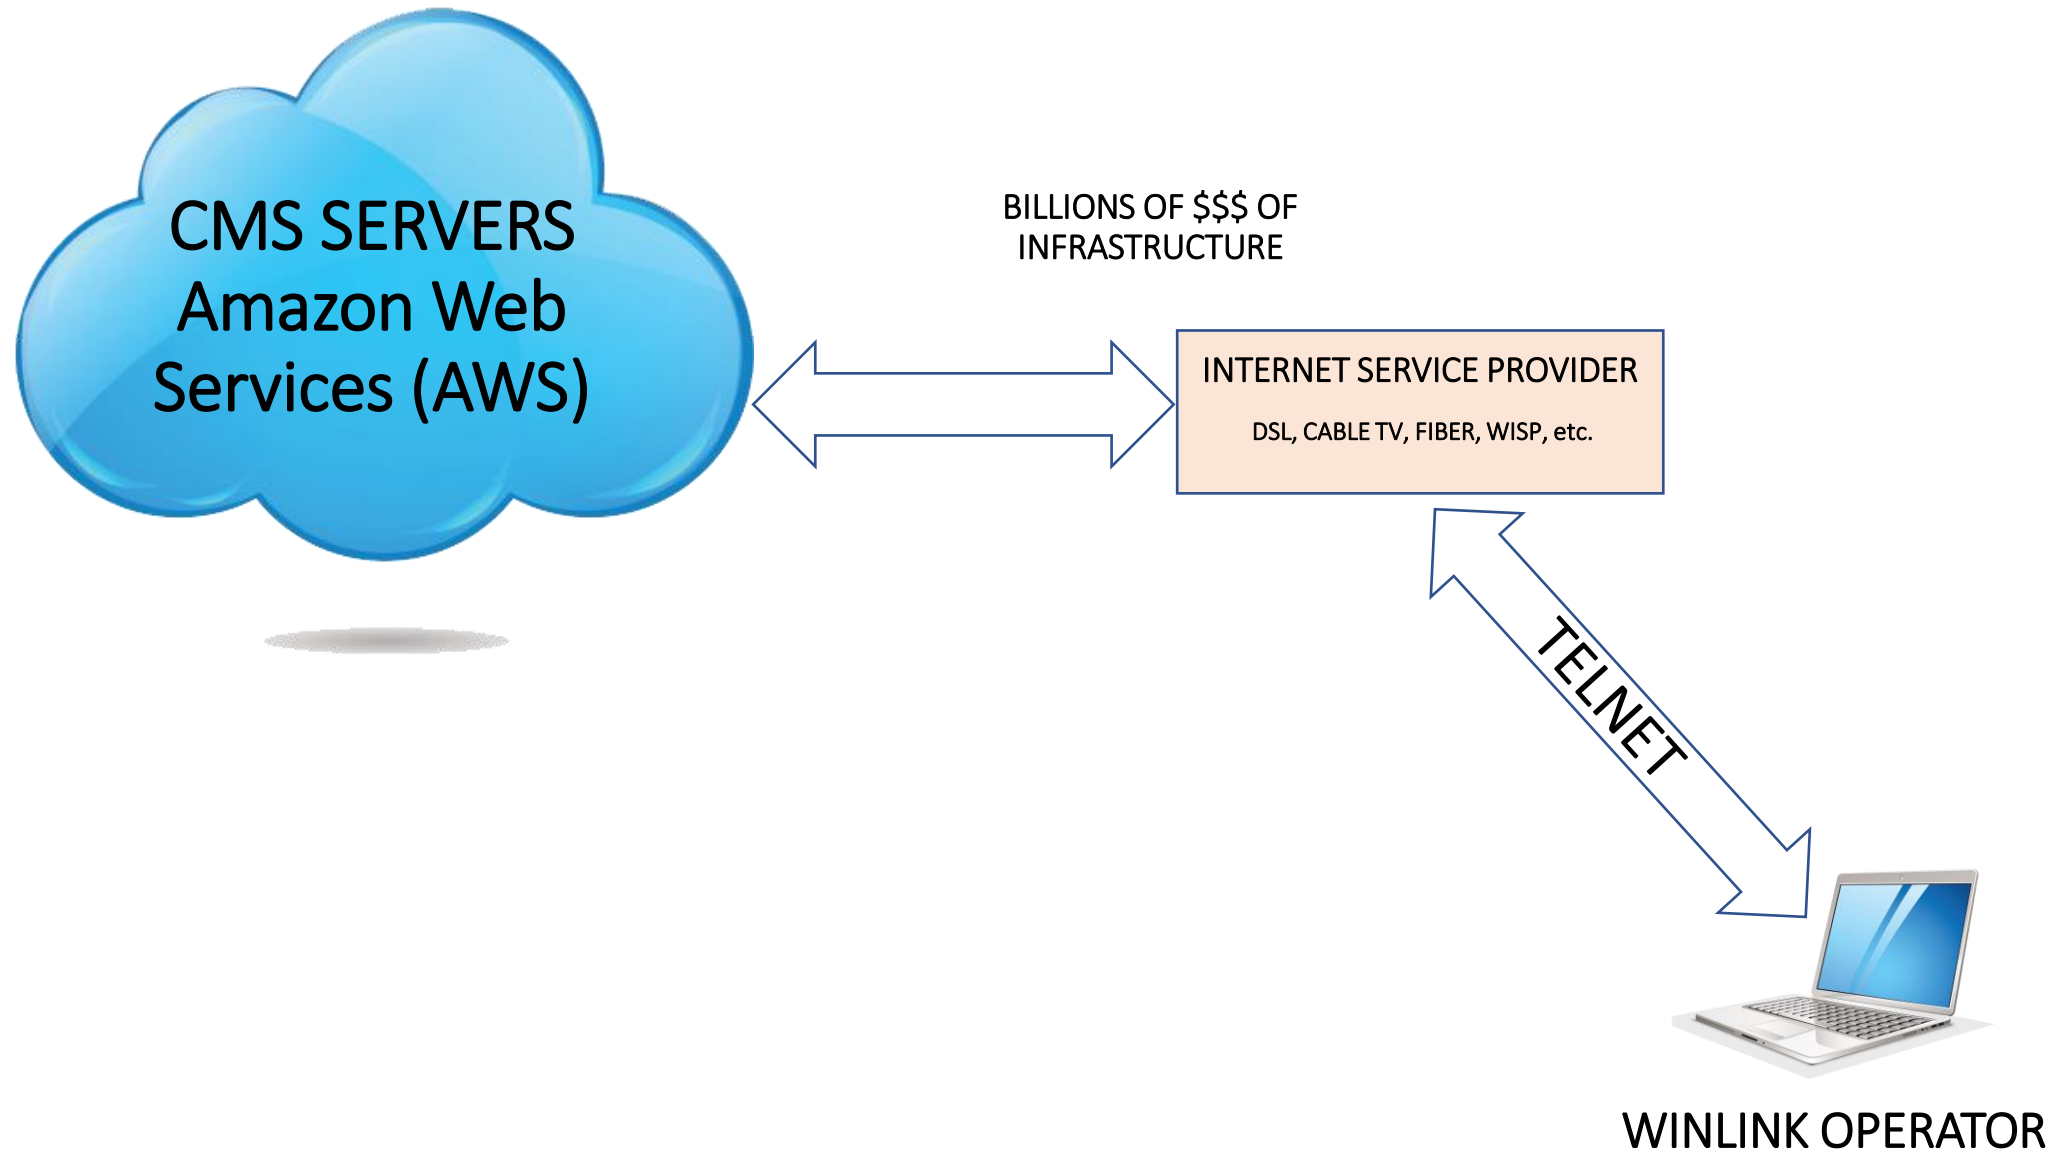 CMS SERVERS
Amazon Web
Services (AWS)
BILLIONS OF $$$ OF
INFRASTRUCTURE
INTERNET SERVICE PROVIDER
DSL, CABLE TV, FIBER, WISP, etc.
TELNET
WINLINK OPERATOR